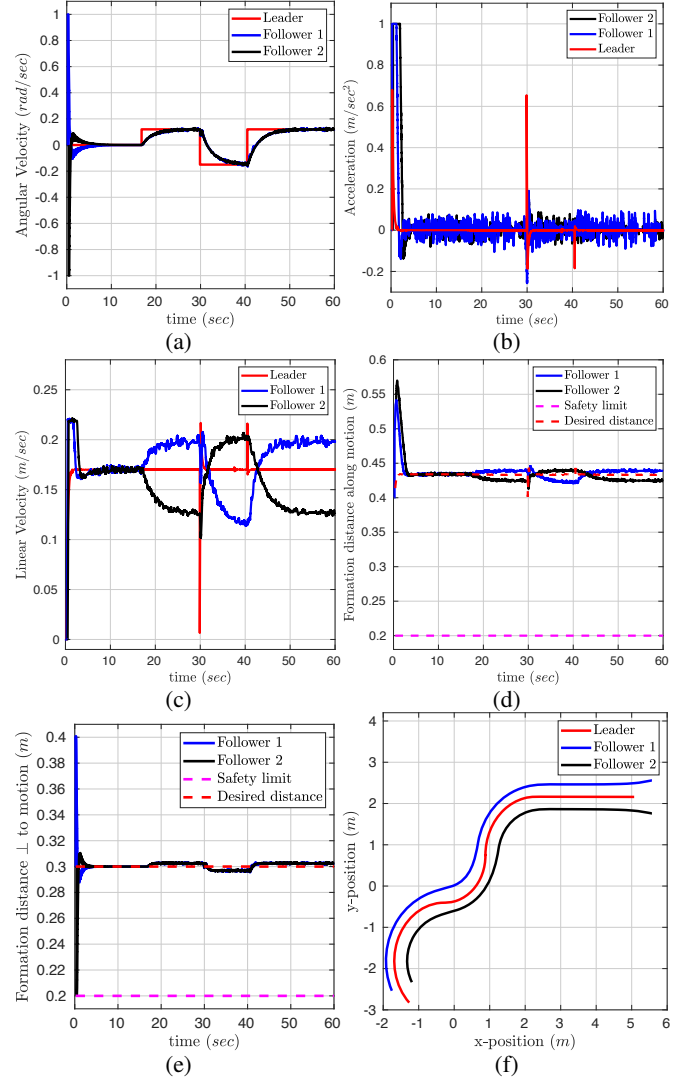 1
0.8
0.6
0.4
0.2
0
-0.2
-0.4
-0.6
-0.8
-1
Angular Velocity (rad/sec)
Leader
Follower 1
Follower 2
0 10 20 30 40 50 60
time (sec)
(a)
1
0.8
0.6
0.4
0.2
0
-0.2
Acceleration (m/sec²)
Follower 2
Follower 1
Leader
0 10 20 30 40 50 60
time (sec)
(b)
0.25
0.2
0.15
0.1
0.05
0
Linear Velocity (m/sec)
Leader
Follower 1
Follower 2
0 10 20 30 40 50 60
time (sec)
(c)
0.6
0.55
0.5
0.45
0.4
0.35
0.3
0.25
0.2
0.15
Formation distance along motion (m)
Follower 1
Follower 2
Safety limit
Desired distance
0 10 20 30 40 50 60
time (sec)
(d)
0.4
0.38
0.36
0.34
0.32
0.3
0.28
0.26
0.24
0.22
0.2
Formation distance ⊥ to motion (m)
Follower 1
Follower 2
Safety limit
Desired distance
0 10 20 30 40 50 60
time (sec)
(e)
4
3
2
1
0
-1
-2
-3
y-position (m)
Leader
Follower 1
Follower 2
-2 -1 0 1 2 3 4 5 6
x-position (m)
(f)